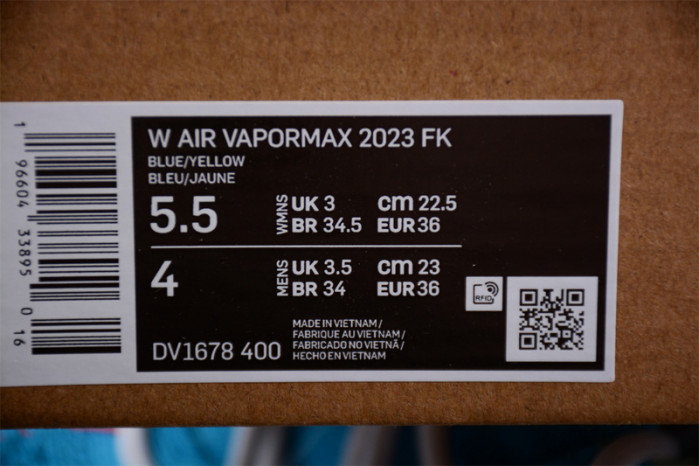 W AIR VAPORMAX 2023 FK
BLUE/YELLOW
BLEU/JAUNE
5.5 WMNS UK 3 cm 22.5
BR 34.5 EUR 36
4 MENS UK 3.5 cm 23
BR 34 EUR 36
RFID
DV1678 400
MADE IN VIETNAM /
FABRIQUE AU VIETNAM /
FABRICADO NO VIETNÃ /
HECHO EN VIETNAM
1 96604 33895 0 16